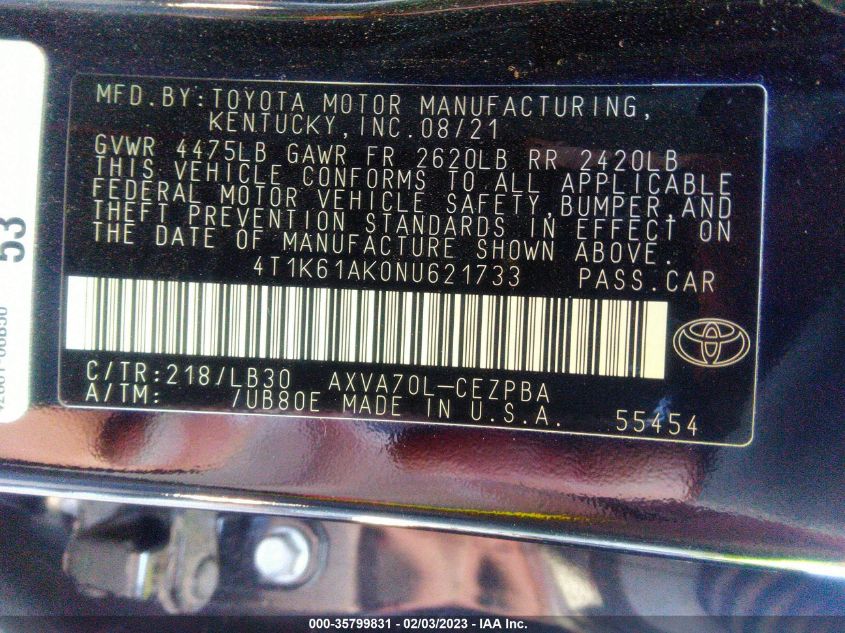 MFD.BY:TOYOTA MOTOR MANUFACTURING,
KENTUCKY,INC.08/21
GVWR 4475LB GAWR FR 2620LB RR 2420LB
THIS VEHICLE CONFORMS TO ALL APPLICABLE
FEDERAL MOTOR VEHICLE SAFETY,BUMPER,AND
THEFT PREVENTION STANDARDS IN EFFECT ON
THE DATE OF MANUFACTURE SHOWN ABOVE.
4T1K61AK0NU621733 PASS.CAR
C/TR:218/LB30 AXVA70L-CEZPBA
A/TM: /UB80E MADE IN U.S.A. 55454
53
000-35799831 - 02/03/2023 - IAA Inc.